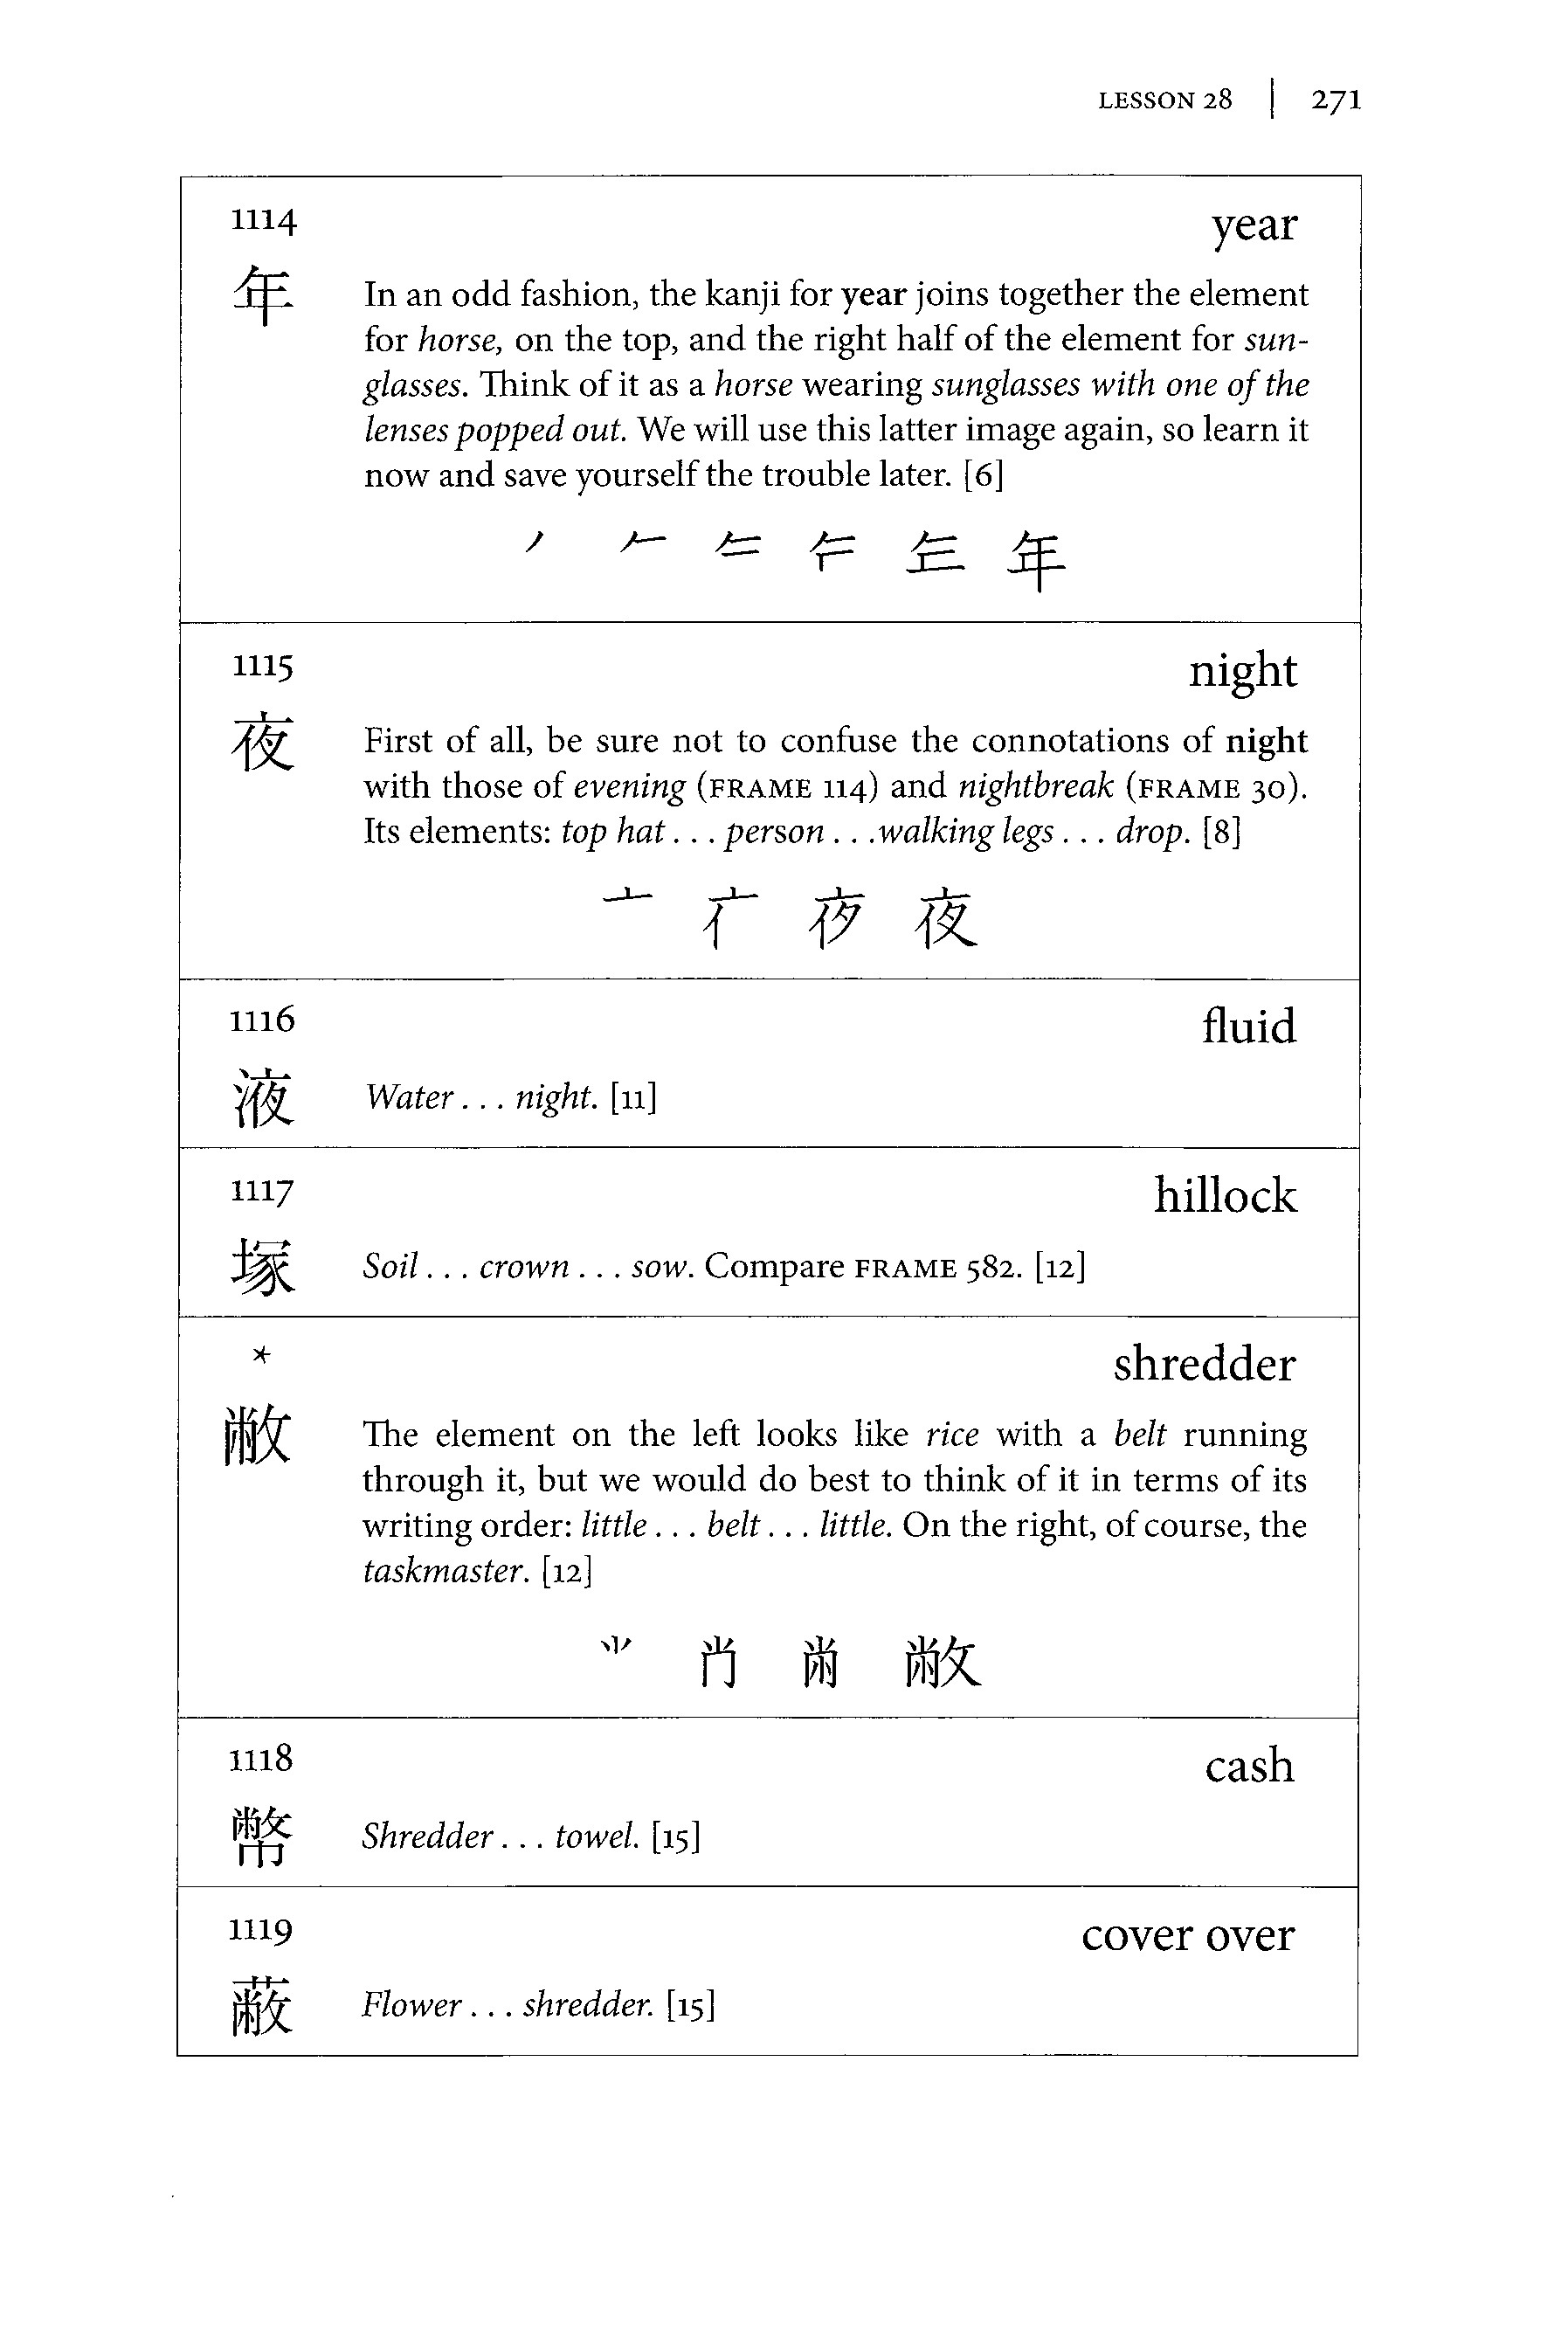 LESSON 28 | 271
1114 year
年 In an odd fashion, the kanji for year joins together the element
for horse, on the top, and the right half of the element for sun-
glasses. Think of it as a horse wearing sunglasses with one of the
lenses popped out. We will use this latter image again, so learn it
now and save yourself the trouble later. [6]
年
1115 night
夜 First of all, be sure not to confuse the connotations of night
with those of evening (FRAME 114) and nightbreak (FRAME 30).
Its elements: top hat . . . person . . .walking legs . . . drop. [8]
亠 夜
1116 fluid
液 Water . . . night. [11]
1117 hillock
塚 Soil . . . crown . . . sow. Compare FRAME 582. [12]
* shredder
敝 The element on the left looks like rice with a belt running
through it, but we would do best to think of it in terms of its
writing order: little . . . belt . . . little. On the right, of course, the
taskmaster. [12]
敝
1118 cash
幣 Shredder . . . towel. [15]
1119 cover over
蔽 Flower . . . shredder. [15]